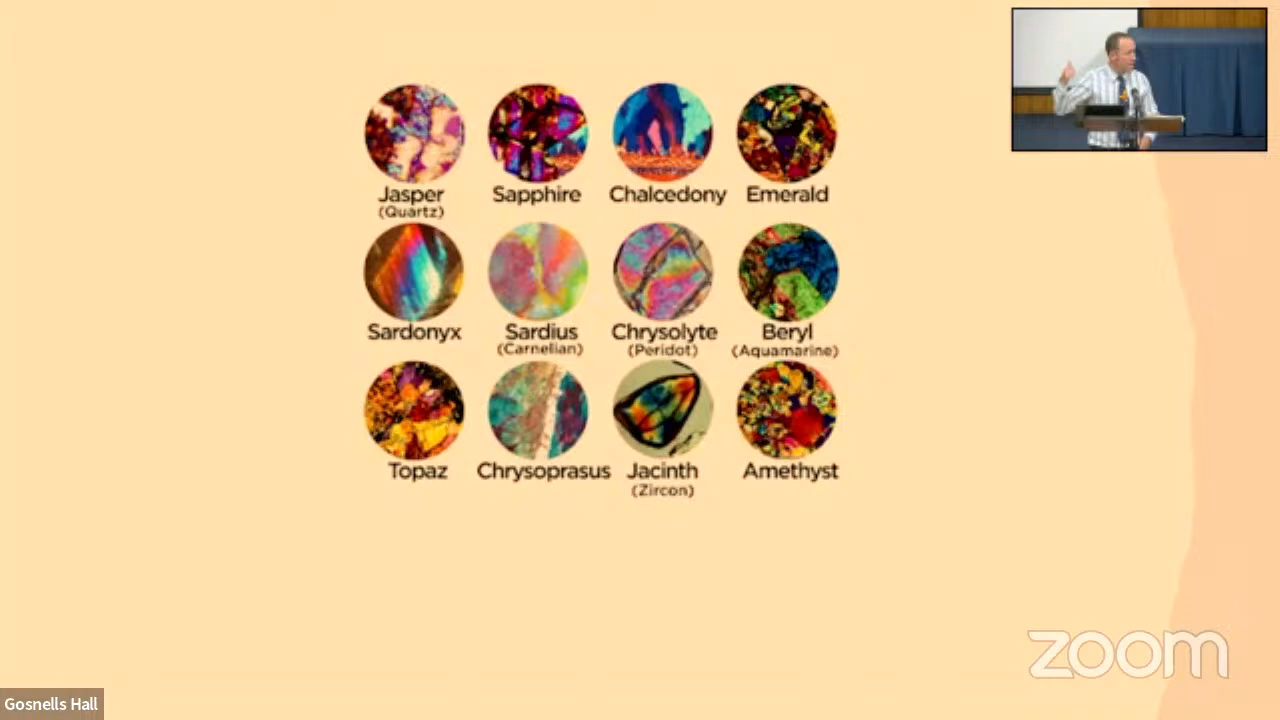 Jasper
(Quartz)
Sapphire
Chalcedony
Emerald
Sardonyx
Sardius
(Carnelian)
Chrysolyte
(Peridot)
Beryl
(Aquamarine)
Topaz
Chrysoprasus
Jacinth
(Zircon)
Amethyst
zoom
Gosnells Hall